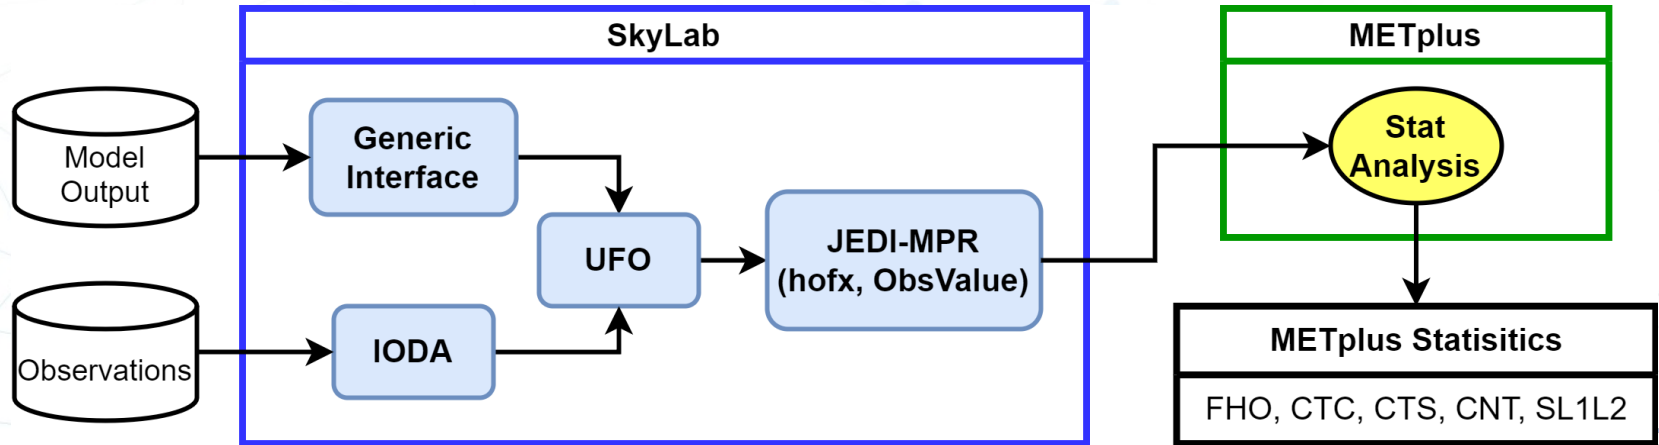 SkyLab
METplus
Model
Output
Generic
Interface
Stat
Analysis
UFO
JEDI-MPR
(hofx, ObsValue)
Observations
IODA
METplus Statisitics
FHO, CTC, CTS, CNT, SL1L2